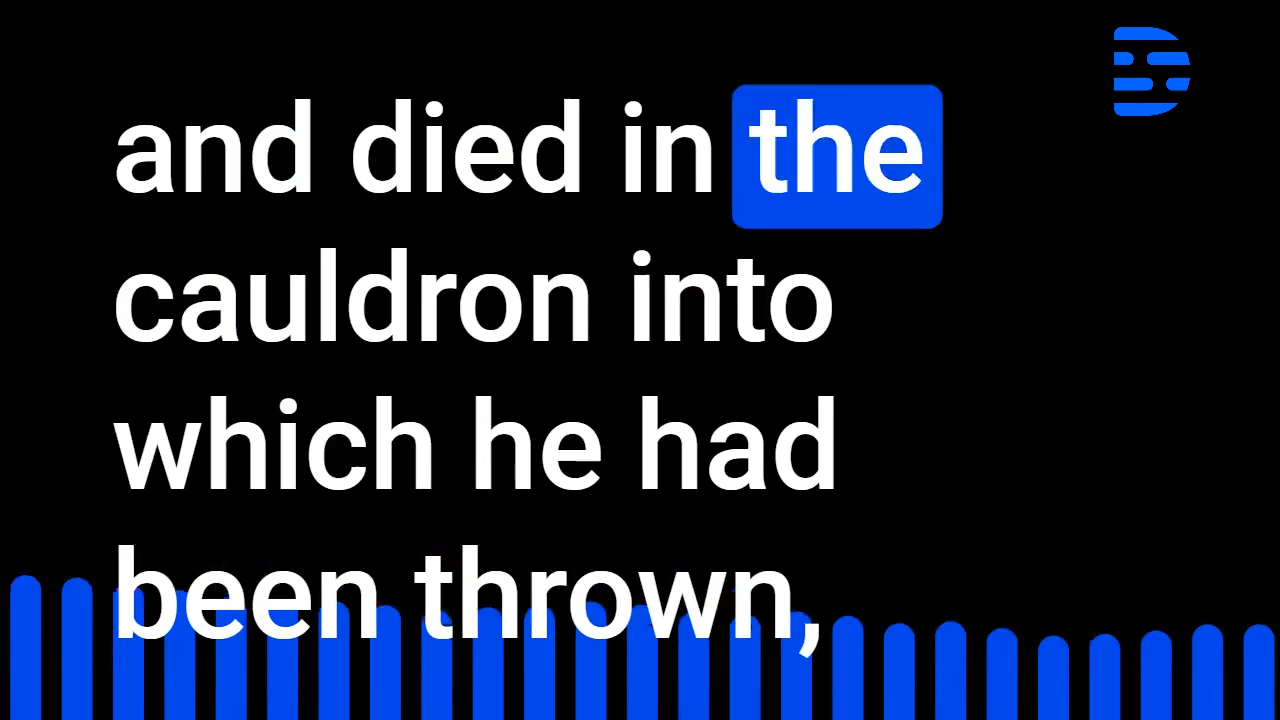 and died in the
cauldron into
which he had
been thrown,